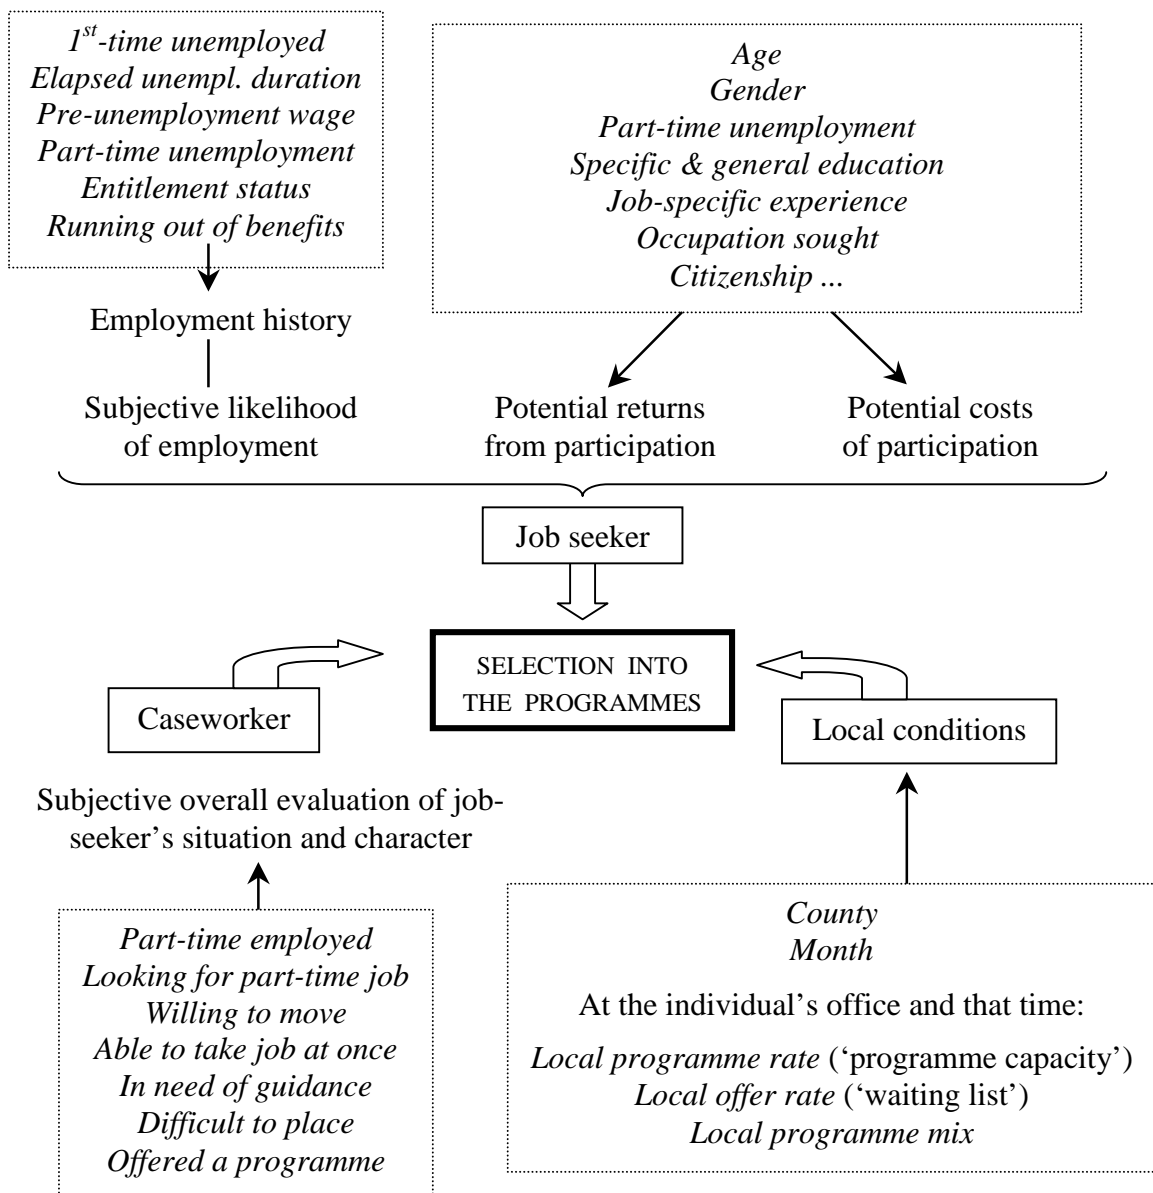 1st-time unemployed
Elapsed unempl. duration
Pre-unemployment wage
Part-time unemployment
Entitlement status
Running out of benefits
Age
Gender
Part-time unemployment
Specific & general education
Job-specific experience
Occupation sought
Citizenship ...
Employment history
Subjective likelihood
of employment
Potential returns
from participation
Potential costs
of participation
Job seeker
SELECTION INTO
THE PROGRAMMES
Caseworker
Local conditions
Subjective overall evaluation of job-
seeker’s situation and character
Part-time employed
Looking for part-time job
Willing to move
Able to take job at once
In need of guidance
Difficult to place
Offered a programme
County
Month
At the individual’s office and that time:
Local programme rate (‘programme capacity’)
Local offer rate (‘waiting list’)
Local programme mix